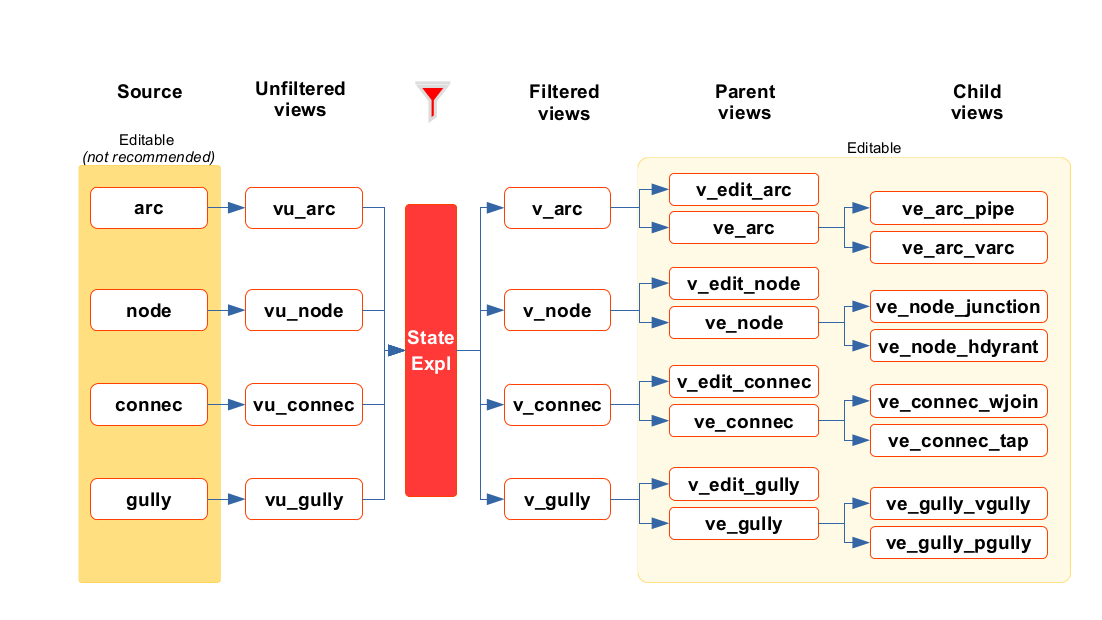 Source
Unfiltered
views
Filtered
views
Parent
views
Child
views
Editable
(not recommended)
Editable
arc
vu_arc
v_arc
v_edit_arc
ve_arc
ve_arc_pipe
ve_arc_varc
node
vu_node
State
Expl
v_node
v_edit_node
ve_node
ve_node_junction
ve_node_hdyrant
connec
vu_connec
v_connec
v_edit_connec
ve_connec
ve_connec_wjoin
ve_connec_tap
gully
vu_gully
v_gully
v_edit_gully
ve_gully
ve_gully_vgully
ve_gully_pgully